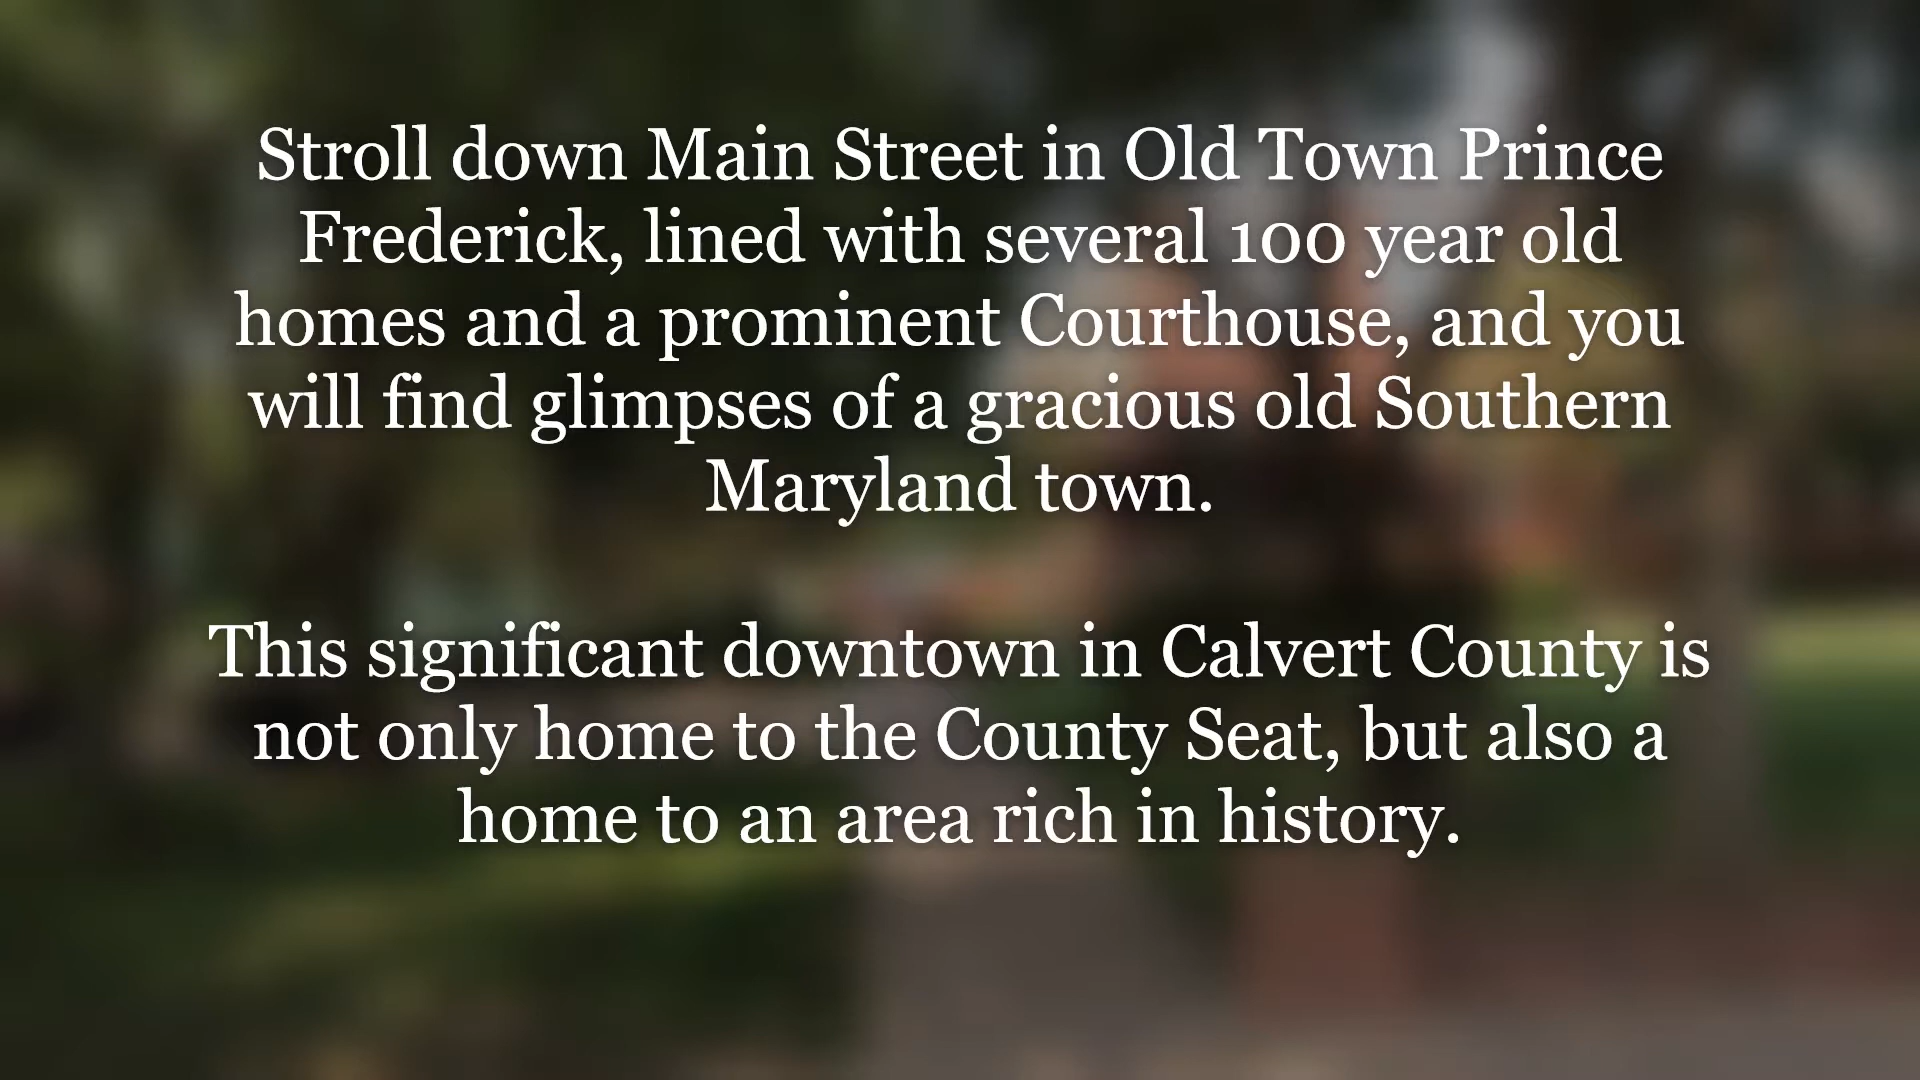 Stroll down Main Street in Old Town Prince
Frederick, lined with several 100 year old
homes and a prominent Courthouse, and you
will find glimpses of a gracious old Southern
Maryland town.
This significant downtown in Calvert County is
not only home to the County Seat, but also a
home to an area rich in history.